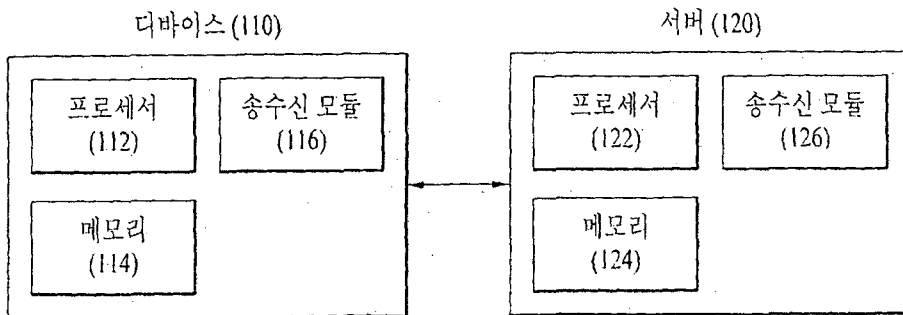 디바이스 (110)
프로세서
(112)
송수신 모듈
(116)
메모리
(114)
서버 (120)
프로세서
(122)
송수신 모듈
(126)
메모리
(124)